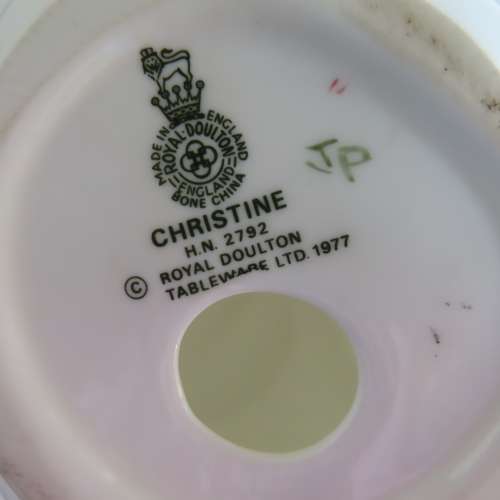 MADE IN ENGLAND
ROYAL·DOULTON
ENGLAND
BONE CHINA
JP
CHRISTINE
H.N. 2792
© ROYAL DOULTON
TABLEWARE LTD. 1977